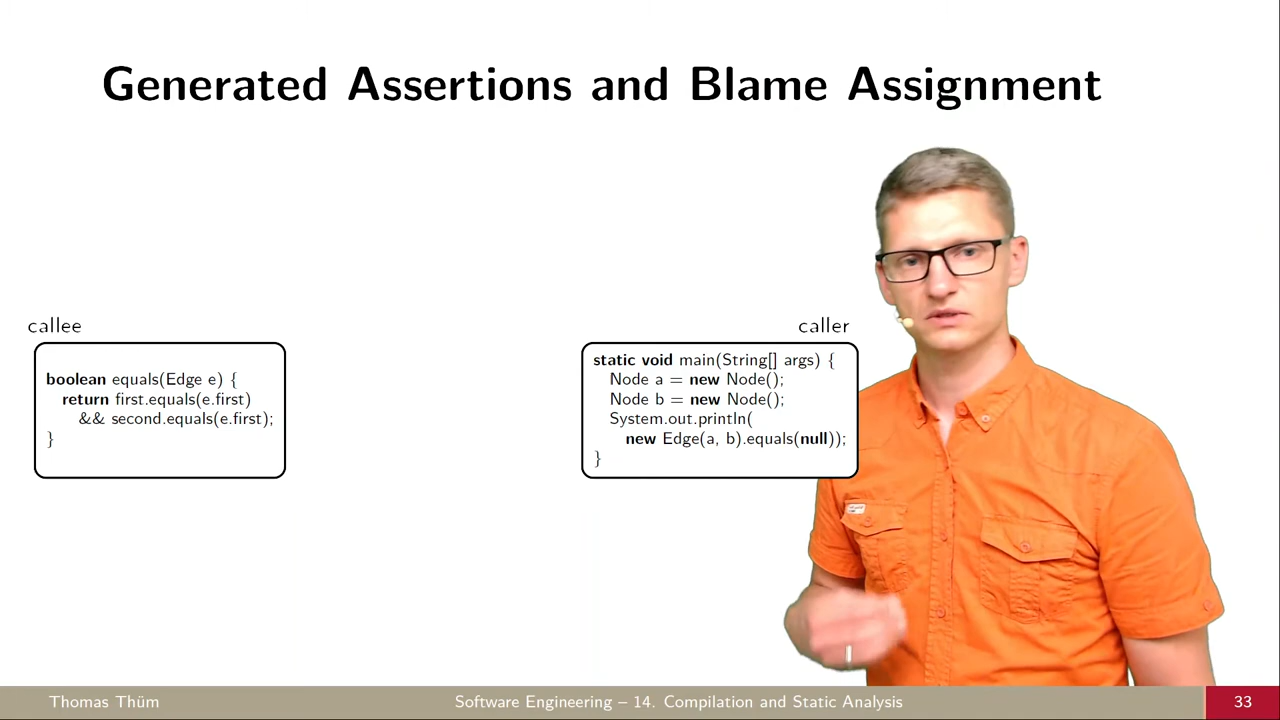 Generated Assertions and Blame Assignment
callee
boolean equals(Edge e) {
return first.equals(e.first)
&& second.equals(e.first);
}
caller
static void main(String[] args) {
Node a = new Node();
Node b = new Node();
System.out.println(
new Edge(a, b).equals(null));
}
Thomas Thüm
Software Engineering – 14. Compilation and Static Analysis
33